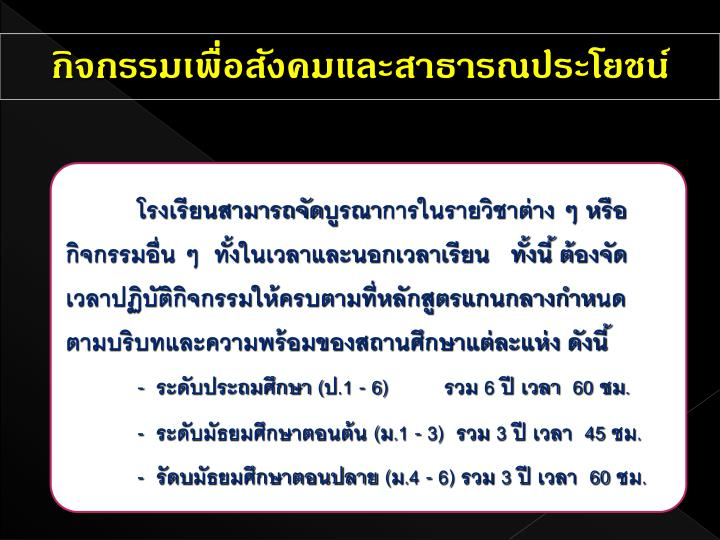 กิจกรรมเพื่อสังคมและสาธารณประโยชน์
โรงเรียนสามารถจัดบูรณาการในรายวิชาต่าง ๆ หรือ
กิจกรรมอื่น ๆ ทั้งในเวลาและนอกเวลาเรียน ทั้งนี้ ต้องจัด
เวลาปฏิบัติกิจกรรมให้ครบตามที่หลักสูตรแกนกลางกำหนด
ตามบริบทและความพร้อมของสถานศึกษาแต่ละแห่ง ดังนี้
- ระดับประถมศึกษา (ป.1 - 6) รวม 6 ปี เวลา 60 ชม.
- ระดับมัธยมศึกษาตอนต้น (ม.1 - 3) รวม 3 ปี เวลา 45 ชม.
- รัดบมัธยมศึกษาตอนปลาย (ม.4 - 6) รวม 3 ปี เวลา 60 ชม.